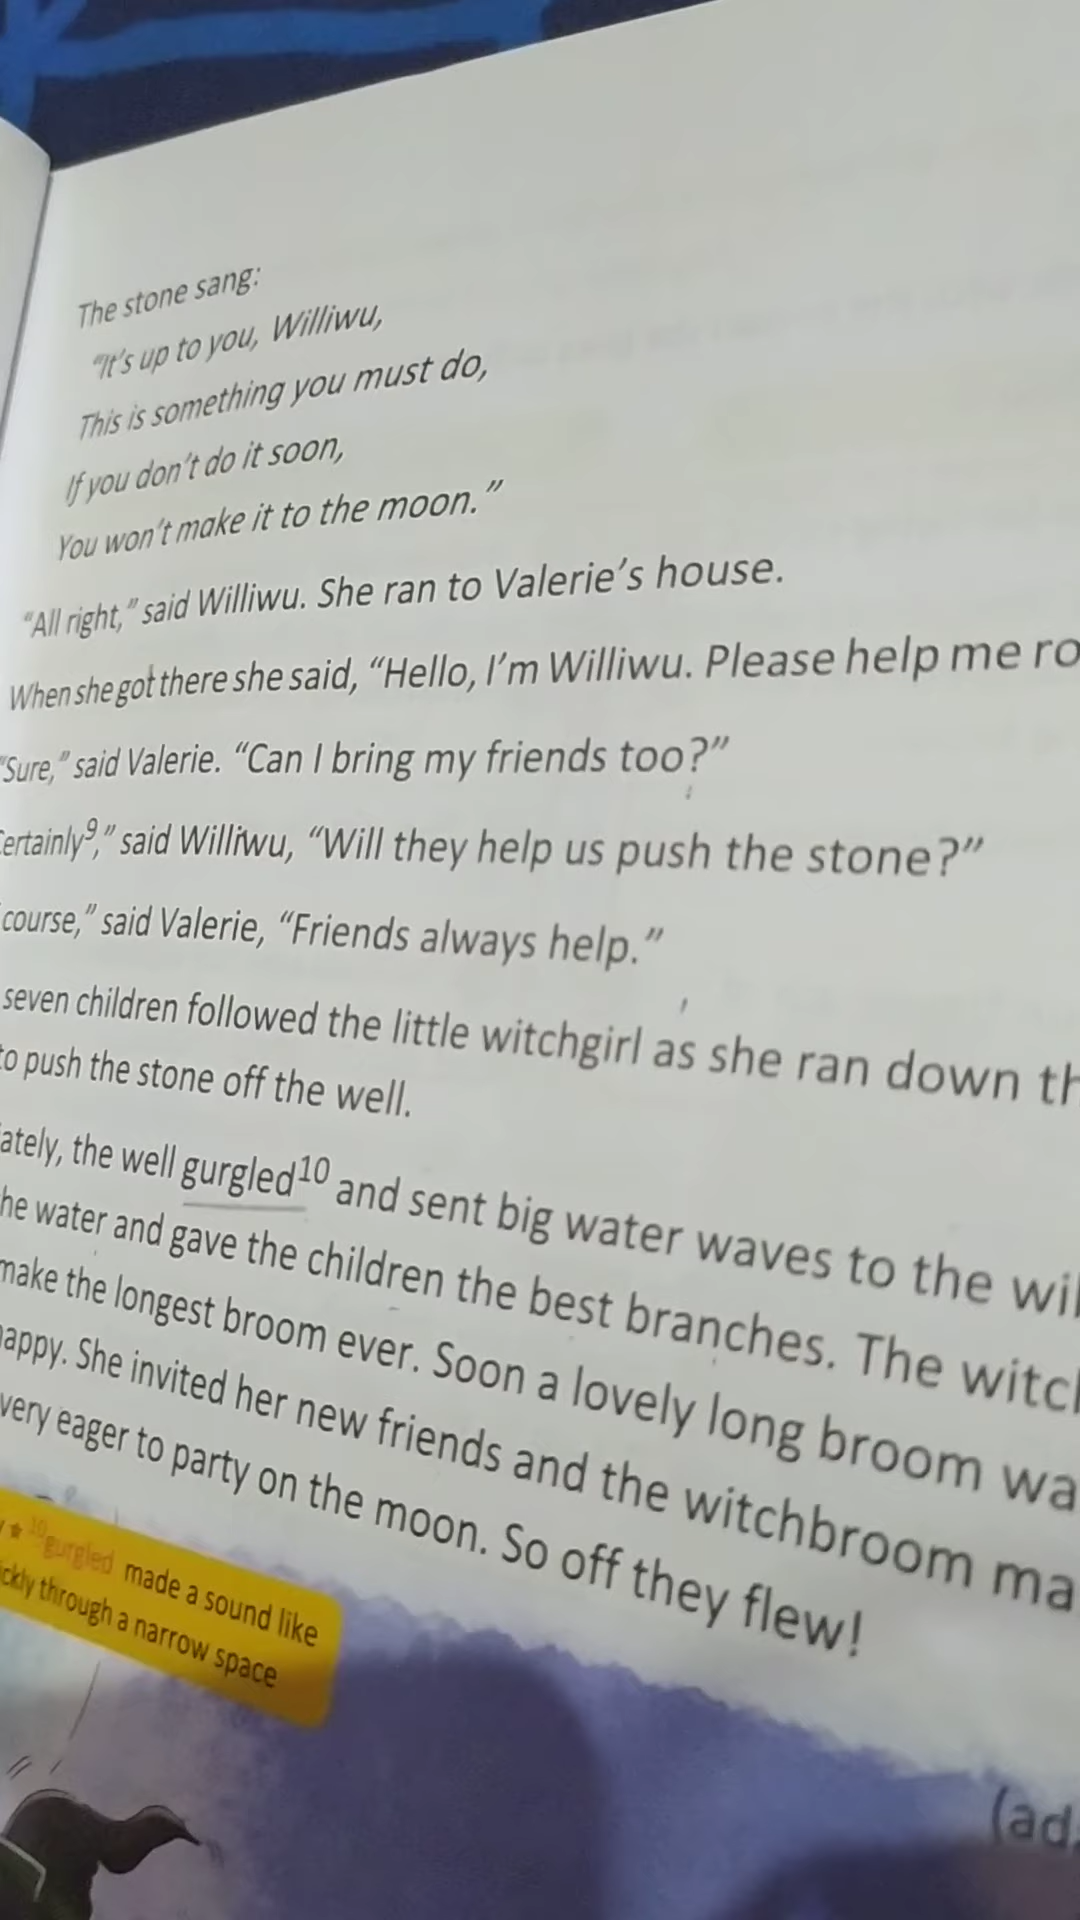 The stone sang:
“It’s up to you, Williwu,
This is something you must do,
If you don’t do it soon,
You won’t make it to the moon.”
“All right,” said Williwu. She ran to Valerie’s house.
When she got there she said, “Hello, I’m Williwu. Please help me ro
“Sure,” said Valerie. “Can I bring my friends too?”
Certainly⁹,” said Williwu, “Will they help us push the stone?”
course,” said Valerie, “Friends always help.”
seven children followed the little witchgirl as she ran down th
to push the stone off the well.
ately, the well gurgled¹⁰ and sent big water waves to the wil
he water and gave the children the best branches. The witch
make the longest broom ever. Soon a lovely long broom wa
appy. She invited her new friends and the witchbroom ma
very eager to party on the moon. So off they flew!
¹⁰gurgled made a sound like
ckly through a narrow space
(ad